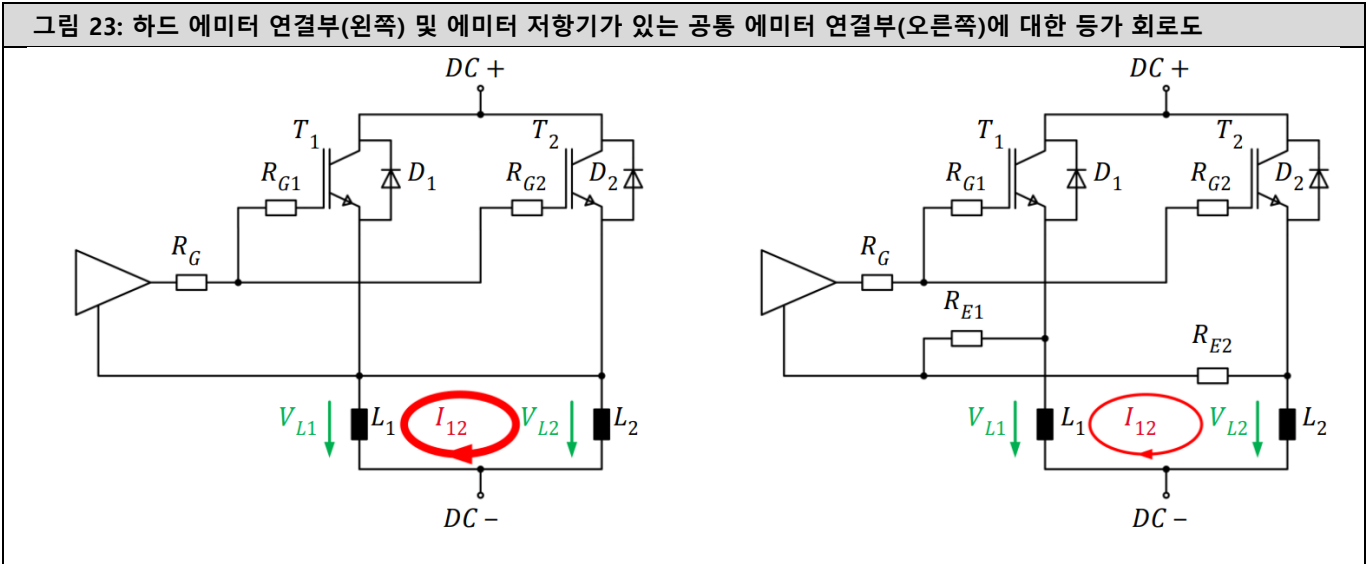 그림 23: 하드 에미터 연결부(왼쪽) 및 에미터 저항기가 있는 공통 에미터 연결부(오른쪽)에 대한 등가 회로도
DC +
T1
T2
RG1
D1
RG2
D2
RG
VL1
L1
I12
VL2
L2
DC −
DC +
T1
T2
RG1
D1
RG2
D2
RG
RE1
RE2
VL1
L1
I12
VL2
L2
DC −